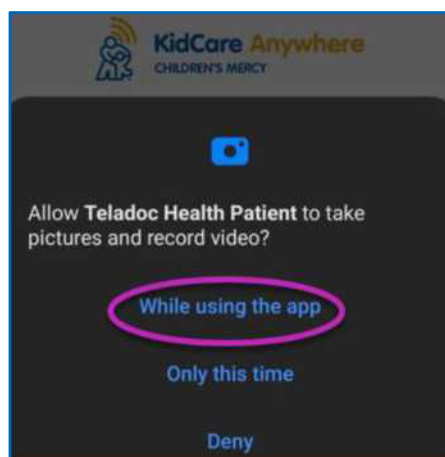 KidCare Anywhere
CHILDREN'S MERCY
Allow Teladoc Health Patient to take
pictures and record video?
While using the app
Only this time
Deny